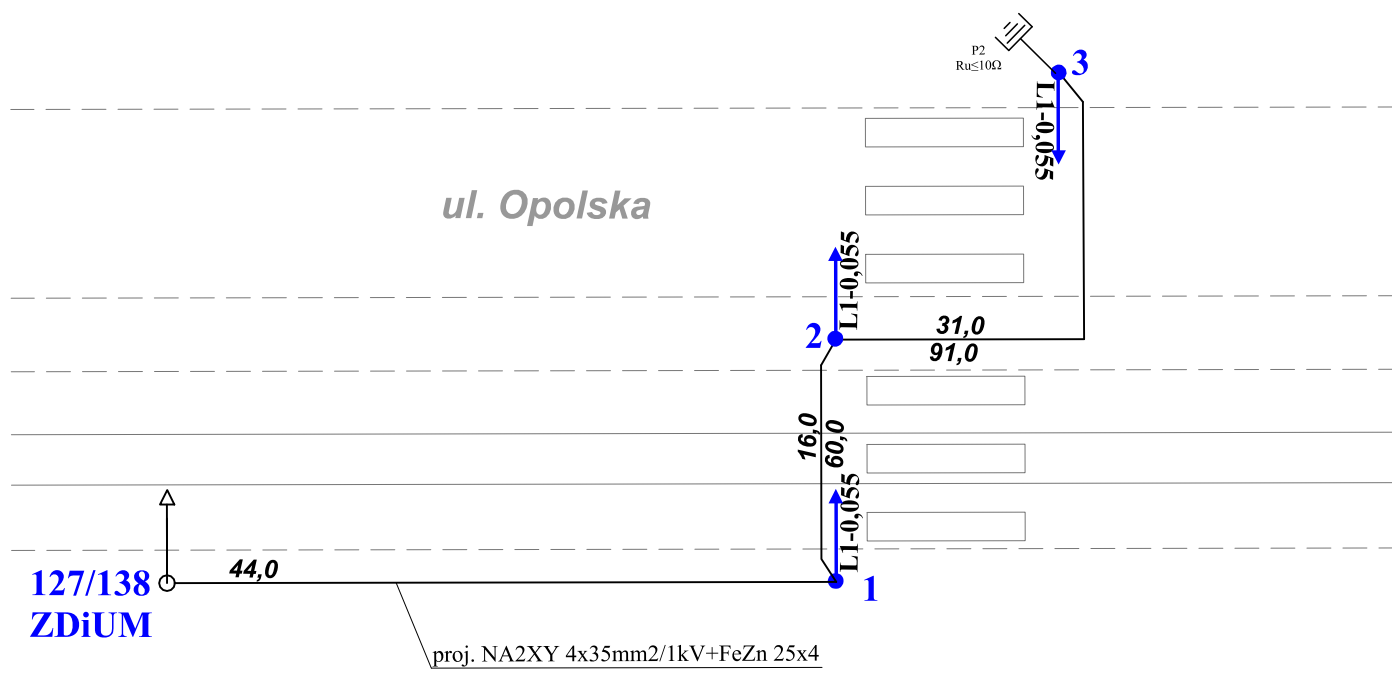 P2
Ru≤10Ω
3
L1-0,055
ul. Opolska
L1-0,055
2
31,0
91,0
16,0
60,0
L1-0,055
44,0
127/138
ZDiUM
1
proj. NA2XY 4x35mm2/1kV+FeZn 25x4